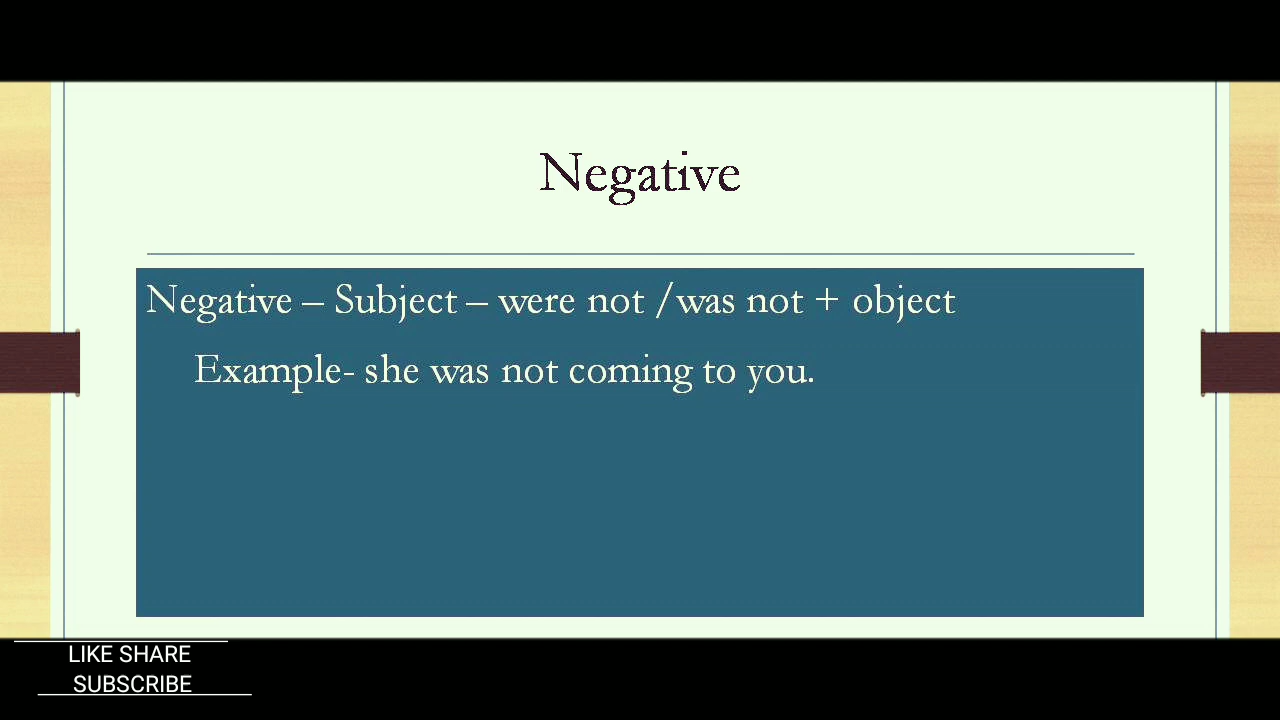 Negative
Negative – Subject – were not /was not + object
Example- she was not coming to you.
LIKE SHARE
SUBSCRIBE